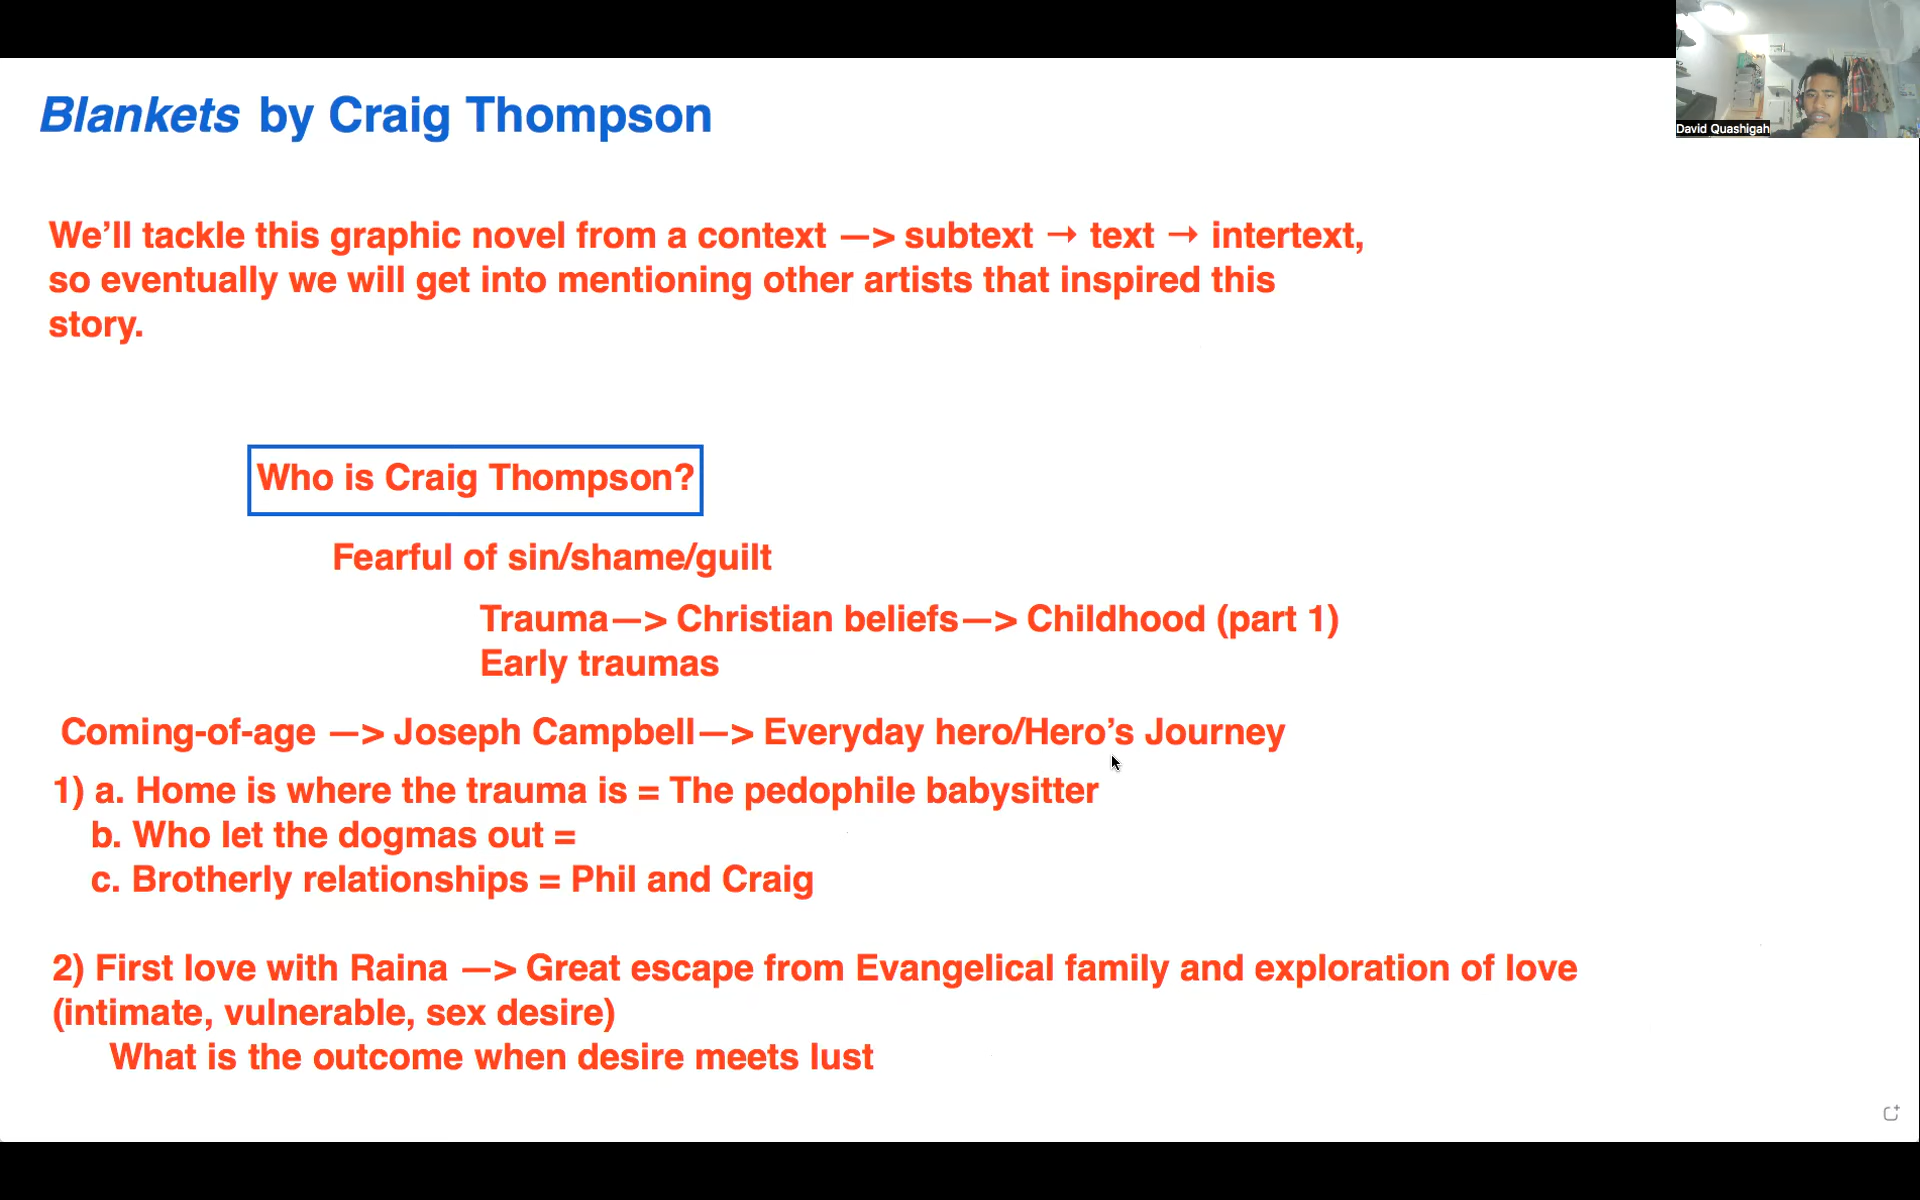 Blankets by Craig Thompson
David Quashigah
We'll tackle this graphic novel from a context —> subtext → text → intertext,
so eventually we will get into mentioning other artists that inspired this
story.
Who is Craig Thompson?
Fearful of sin/shame/guilt
Trauma—> Christian beliefs—> Childhood (part 1)
Early traumas
Coming-of-age —> Joseph Campbell—> Everyday hero/Hero's Journey
1) a. Home is where the trauma is = The pedophile babysitter
b. Who let the dogmas out =
c. Brotherly relationships = Phil and Craig
2) First love with Raina —> Great escape from Evangelical family and exploration of love
(intimate, vulnerable, sex desire)
What is the outcome when desire meets lust